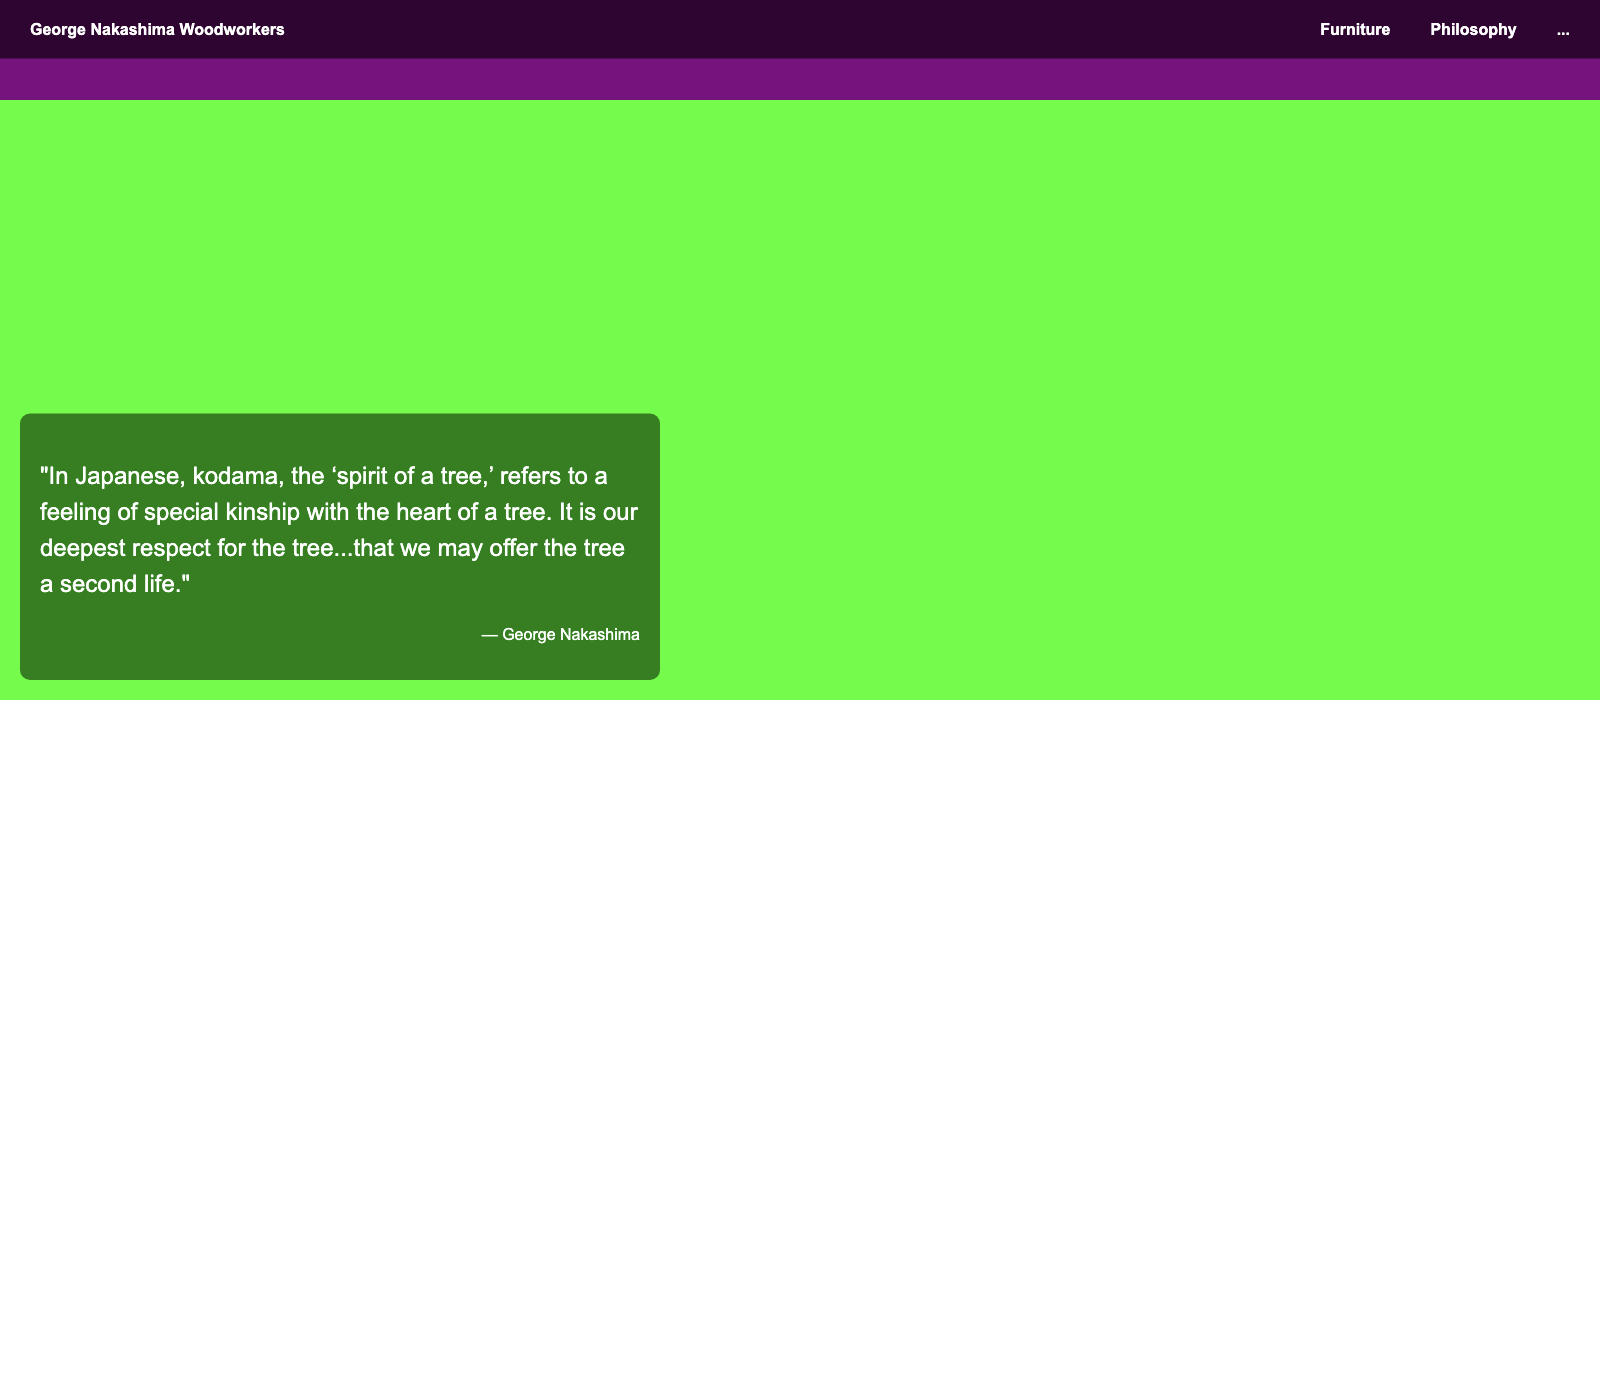 George Nakashima Woodworkers
Furniture
Philosophy
...
"In Japanese, kodama, the ‘spirit of a tree,’ refers to a
feeling of special kinship with the heart of a tree. It is our
deepest respect for the tree...that we may offer the tree
a second life."
— George Nakashima